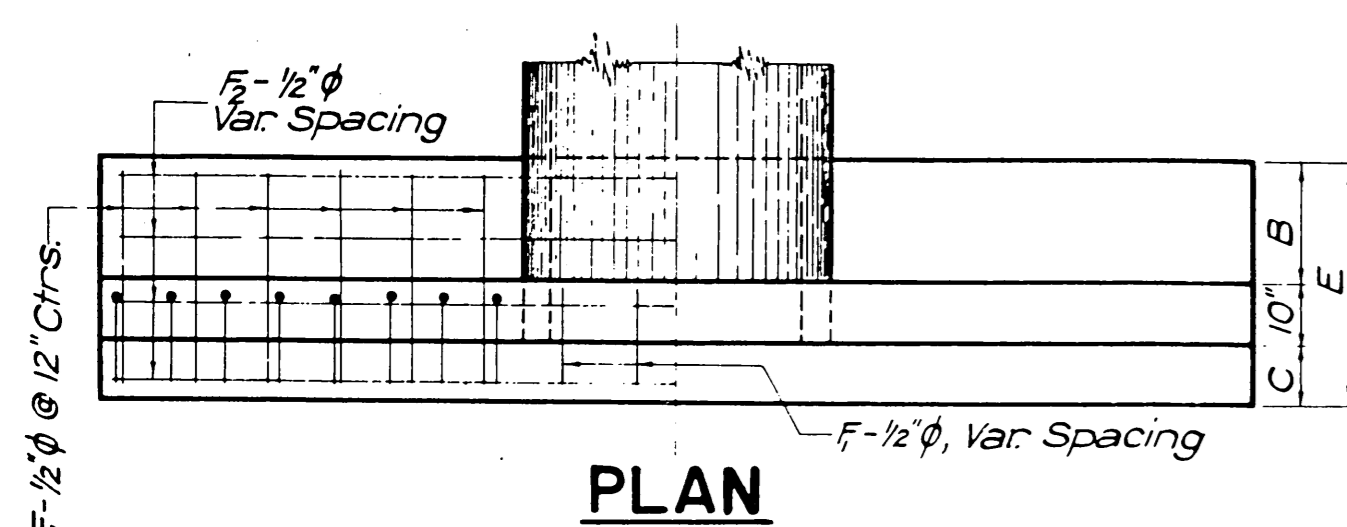 F2-1/2"ϕ
Var. Spacing
F-1/2"ϕ @ 12" Ctrs.
B
10"
C
E
F1-1/2"ϕ, Var. Spacing
PLAN